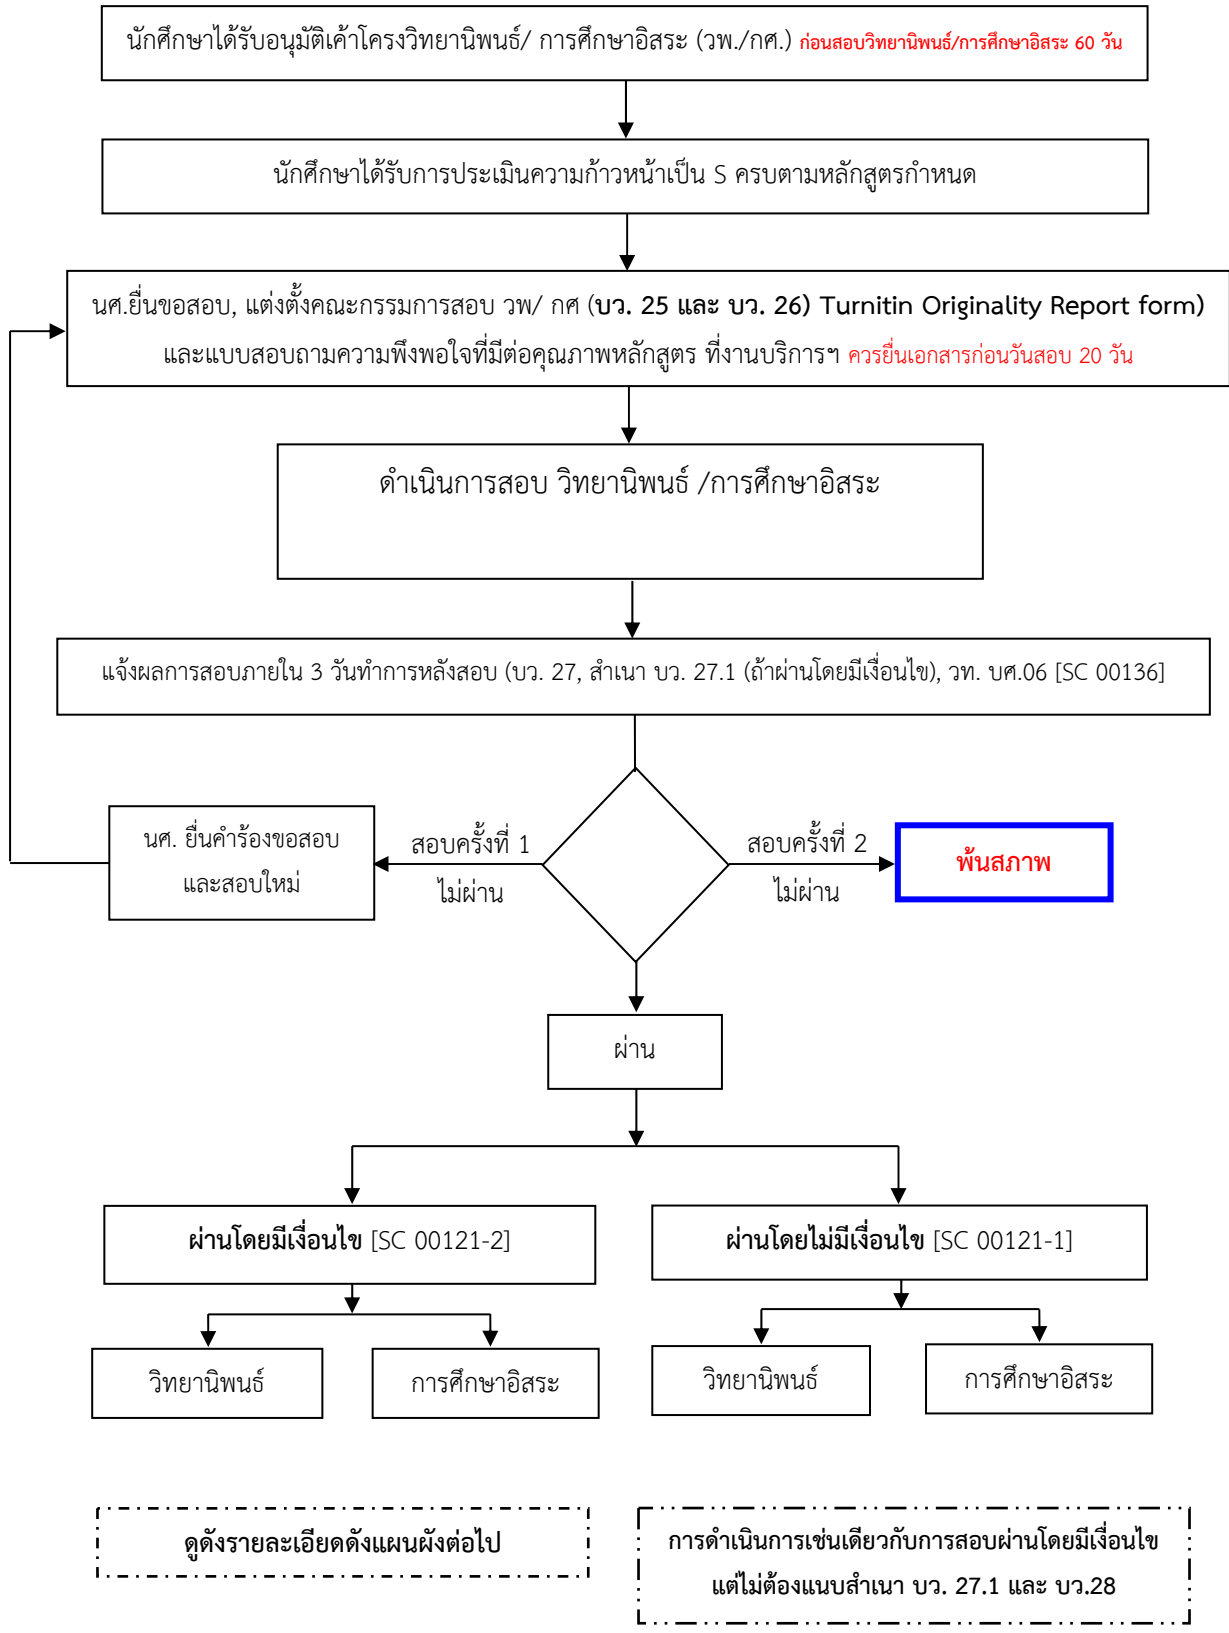 นักศึกษาได้รับอนุมัติเค้าโครงวิทยานิพนธ์/ การศึกษาอิสระ (วพ./กศ.) ก่อนสอบวิทยานิพนธ์/การศึกษาอิสระ 60 วัน
นักศึกษาได้รับการประเมินความก้าวหน้าเป็น S ครบตามหลักสูตรกำหนด
นศ.ยื่นขอสอบ, แต่งตั้งคณะกรรมการสอบ วพ/ กศ (บว. 25 และ บว. 26) Turnitin Originality Report form)
และแบบสอบถามความพึงพอใจที่มีต่อคุณภาพหลักสูตร ที่งานบริการฯ ควรยื่นเอกสารก่อนวันสอบ 20 วัน
ดำเนินการสอบ วิทยานิพนธ์ /การศึกษาอิสระ
แจ้งผลการสอบภายใน 3 วันทำการหลังสอบ (บว. 27, สำเนา บว. 27.1 (ถ้าผ่านโดยมีเงื่อนไข), วท. บศ.06 [SC 00136]
นศ. ยื่นคำร้องขอสอบ
และสอบใหม่
สอบครั้งที่ 1
ไม่ผ่าน
สอบครั้งที่ 2
ไม่ผ่าน
พ้นสภาพ
ผ่าน
ผ่านโดยมีเงื่อนไข [SC 00121-2]
ผ่านโดยไม่มีเงื่อนไข [SC 00121-1]
วิทยานิพนธ์
การศึกษาอิสระ
วิทยานิพนธ์
การศึกษาอิสระ
ดูดังรายละเอียดดังแผนผังต่อไป
การดำเนินการเช่นเดียวกับการสอบผ่านโดยมีเงื่อนไข
แต่ไม่ต้องแนบสำเนา บว. 27.1 และ บว.28